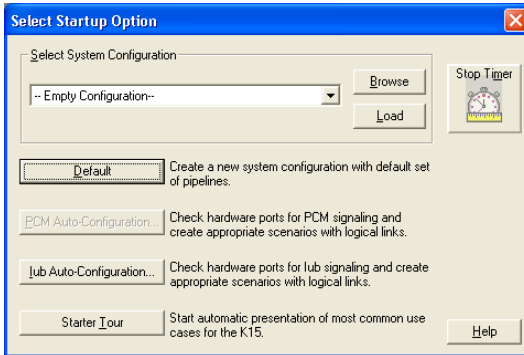 Select Startup Option
Select System Configuration
-- Empty Configuration--
Browse
Load
Stop Timer
Default
Create a new system configuration with default set
of pipelines.
PCM Auto-Configuration...
Check hardware ports for PCM signaling and
create appropriate scenarios with logical links.
Iub Auto-Configuration...
Check hardware ports for Iub signaling and create
appropriate scenarios with logical links.
Starter Tour
Start automatic presentation of most common use
cases for the K15.
Help